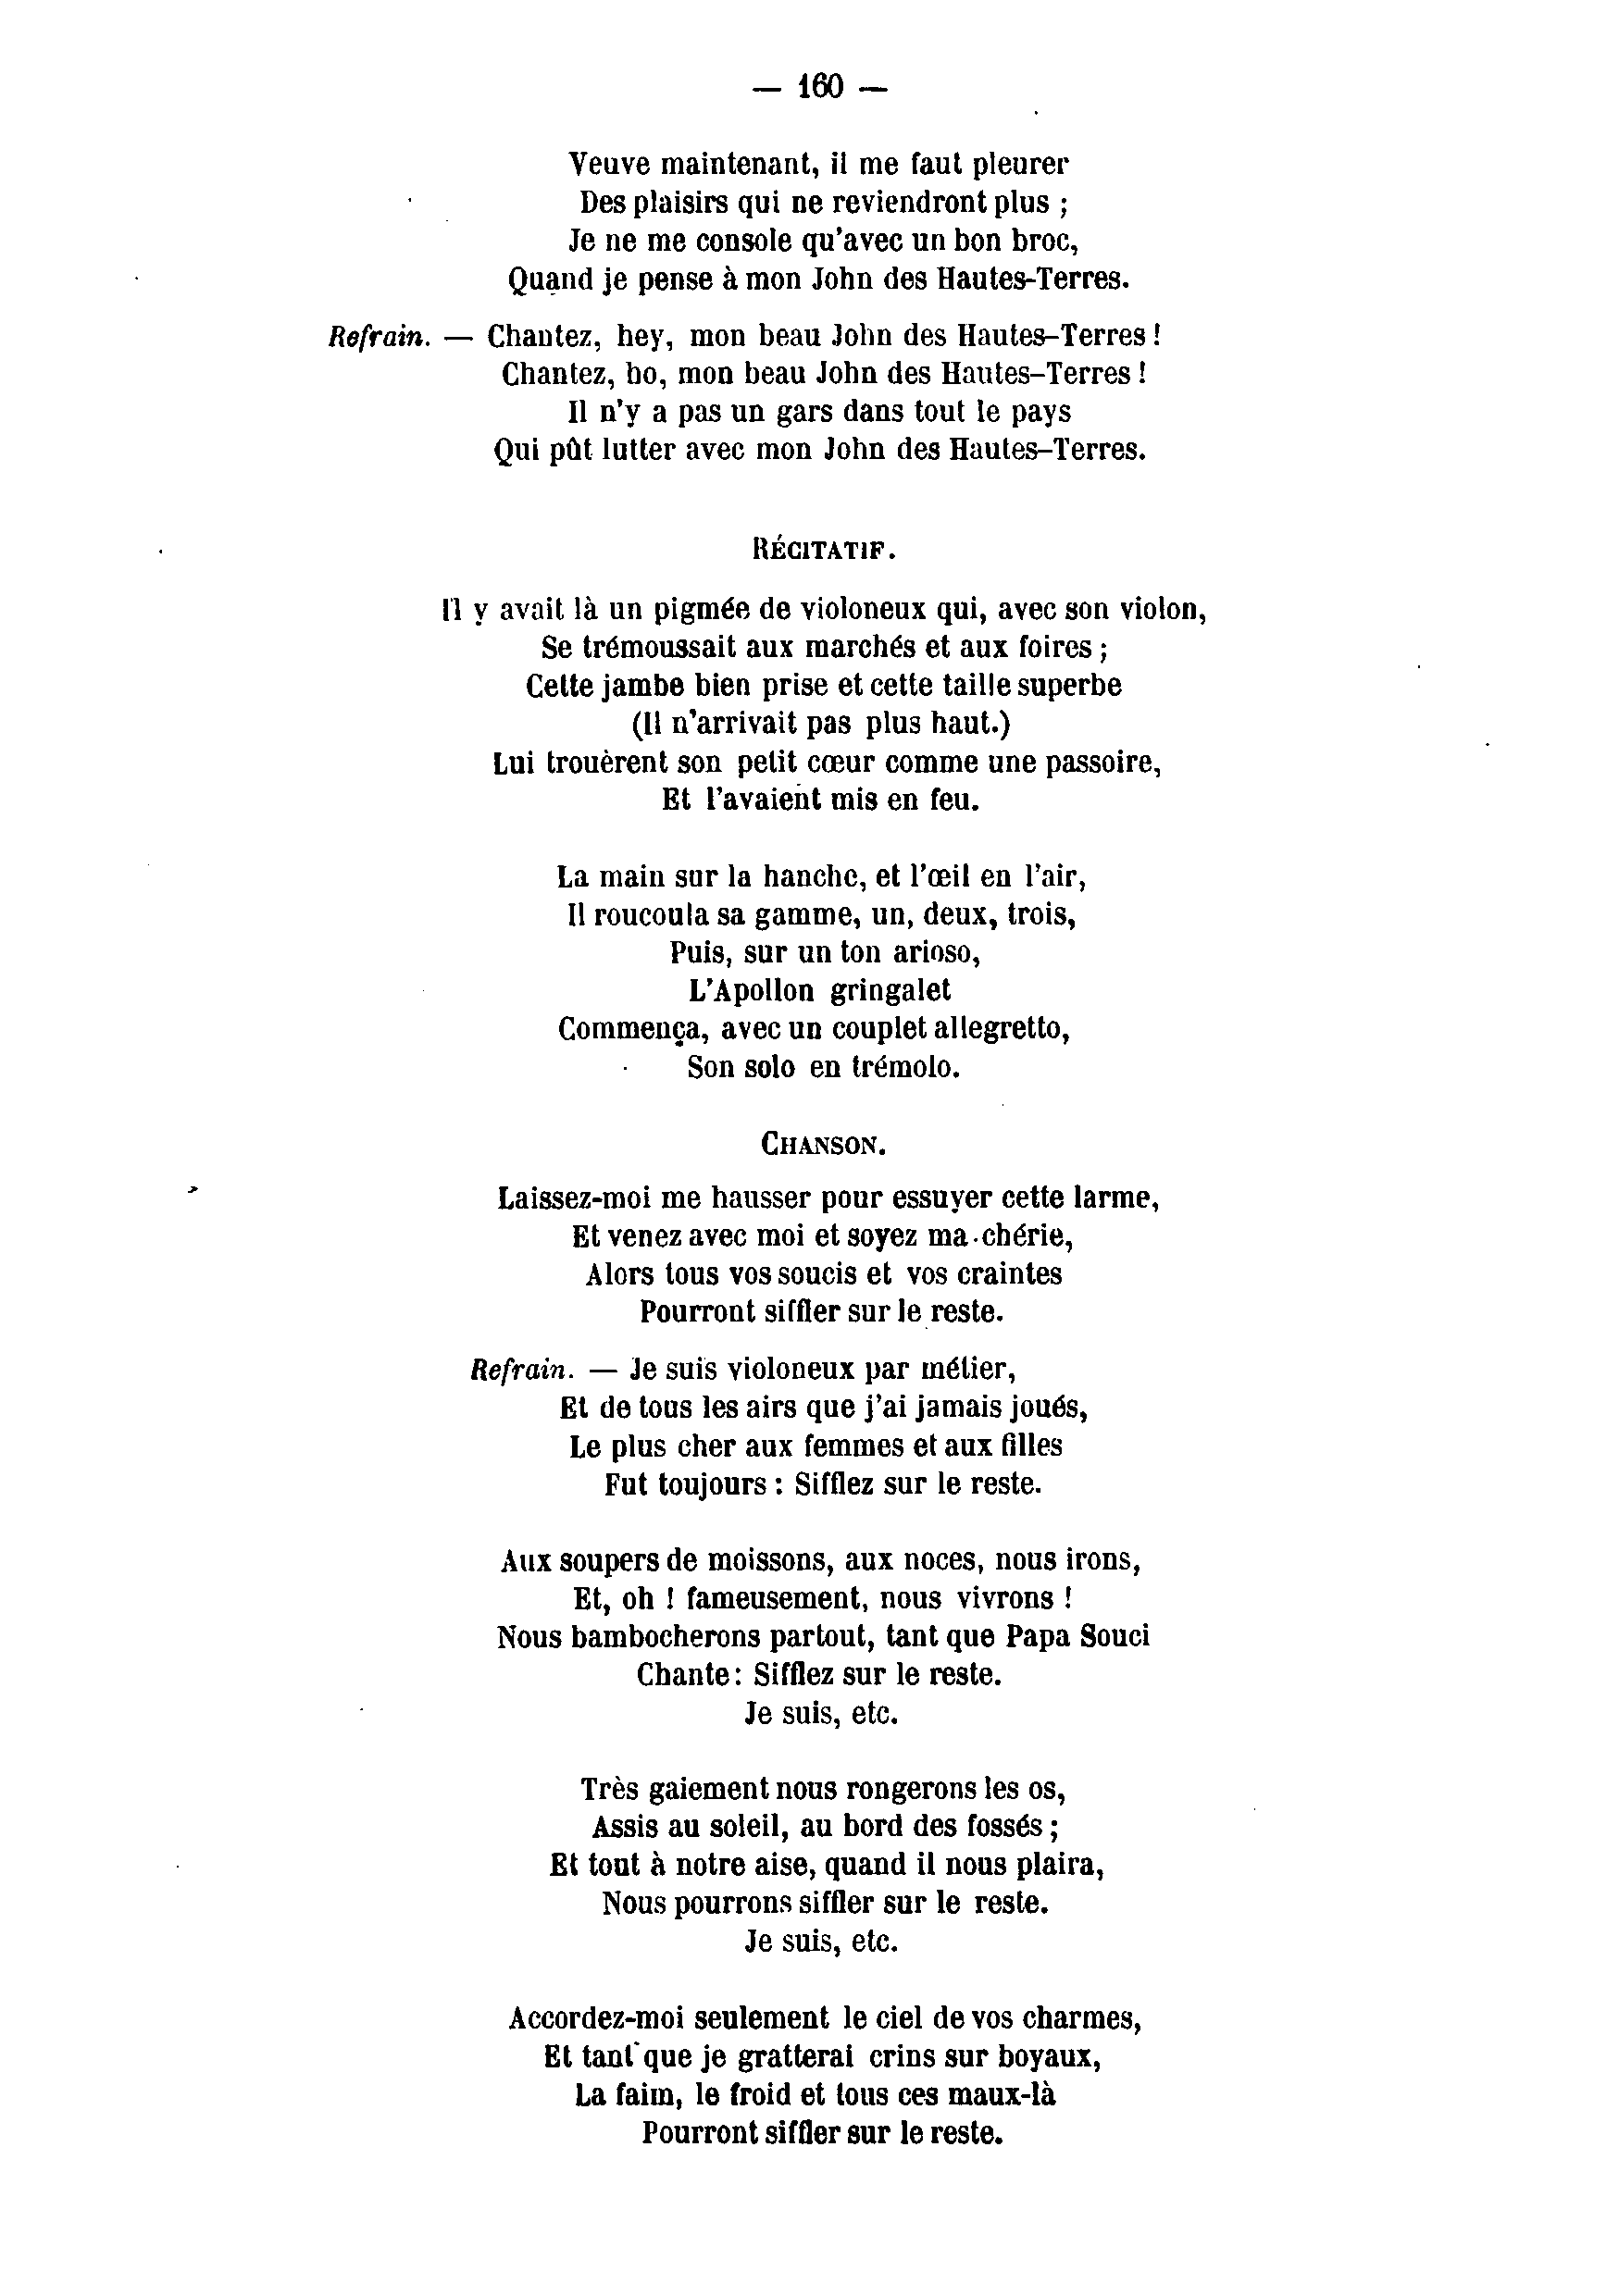 — 160 —
Veuve maintenant, il me faut pleurer
Des plaisirs qui ne reviendront plus ;
Je ne me console qu'avec un bon broc,
Quand je pense à mon John des Hautes-Terres.
Refrain. — Chantez, hey, mon beau John des Hautes-Terres !
Chantez, ho, mon beau John des Hautes-Terres !
Il n'y a pas un gars dans tout le pays
Qui pût lutter avec mon John des Hautes-Terres.
RÉCITATIF.
Il y avait là un pigmée de violoneux qui, avec son violon,
Se trémoussait aux marchés et aux foires ;
Cette jambe bien prise et cette taille superbe
(Il n'arrivait pas plus haut.)
Lui trouèrent son petit cœur comme une passoire,
Et l'avaient mis en feu.
La main sur la hanche, et l'œil en l'air,
Il roucoula sa gamme, un, deux, trois,
Puis, sur un ton arioso,
L'Apollon gringalet
Commença, avec un couplet allegretto,
Son solo en trémolo.
CHANSON.
Laissez-moi me hausser pour essuyer cette larme,
Et venez avec moi et soyez ma chérie,
Alors tous vos soucis et vos craintes
Pourront siffler sur le reste.
Refrain. — Je suis violoneux par métier,
Et de tous les airs que j'ai jamais joués,
Le plus cher aux femmes et aux filles
Fut toujours : Sifflez sur le reste.
Aux soupers de moissons, aux noces, nous irons,
Et, oh ! fameusement, nous vivrons !
Nous bambocherons partout, tant que Papa Souci
Chante : Sifflez sur le reste.
Je suis, etc.
Très gaiement nous rongerons les os,
Assis au soleil, au bord des fossés ;
Et tout à notre aise, quand il nous plaira,
Nous pourrons siffler sur le reste.
Je suis, etc.
Accordez-moi seulement le ciel de vos charmes,
Et tant que je gratterai crins sur boyaux,
La faim, le froid et tous ces maux-là
Pourront siffler sur le reste.